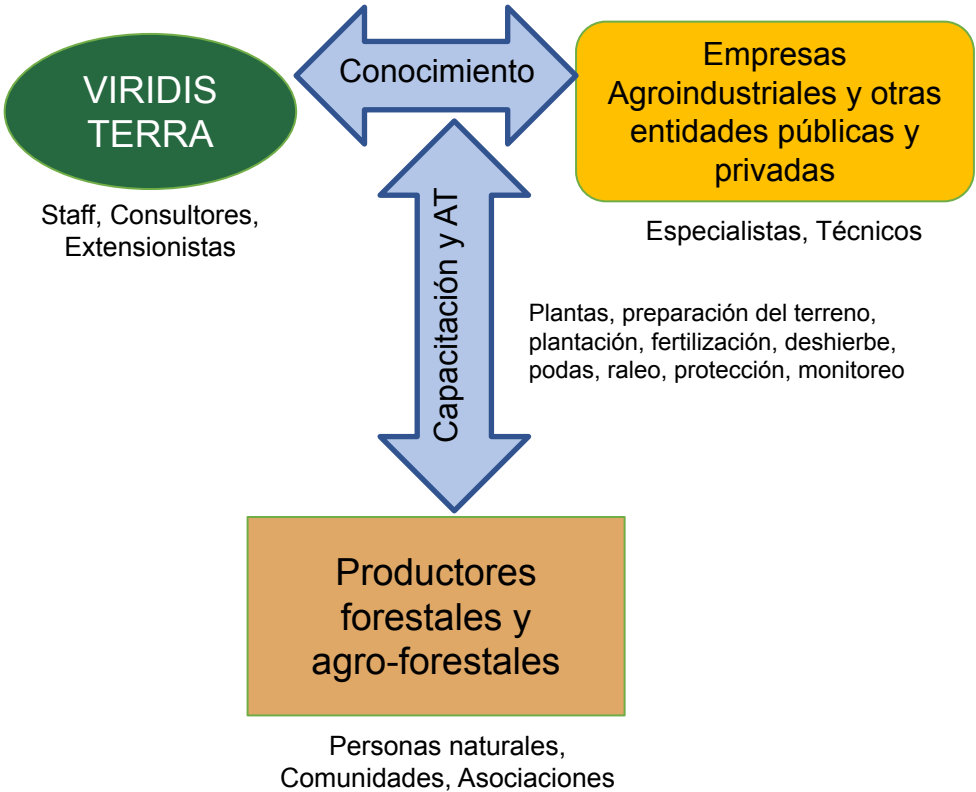 VIRIDIS
TERRA
Staff, Consultores,
Extensionistas
Conocimiento
Empresas
Agroindustriales y otras
entidades públicas y
privadas
Especialistas, Técnicos
Capacitación y AT
Plantas, preparación del terreno,
plantación, fertilización, deshierbe,
podas, raleo, protección, monitoreo
Productores
forestales y
agro-forestales
Personas naturales,
Comunidades, Asociaciones